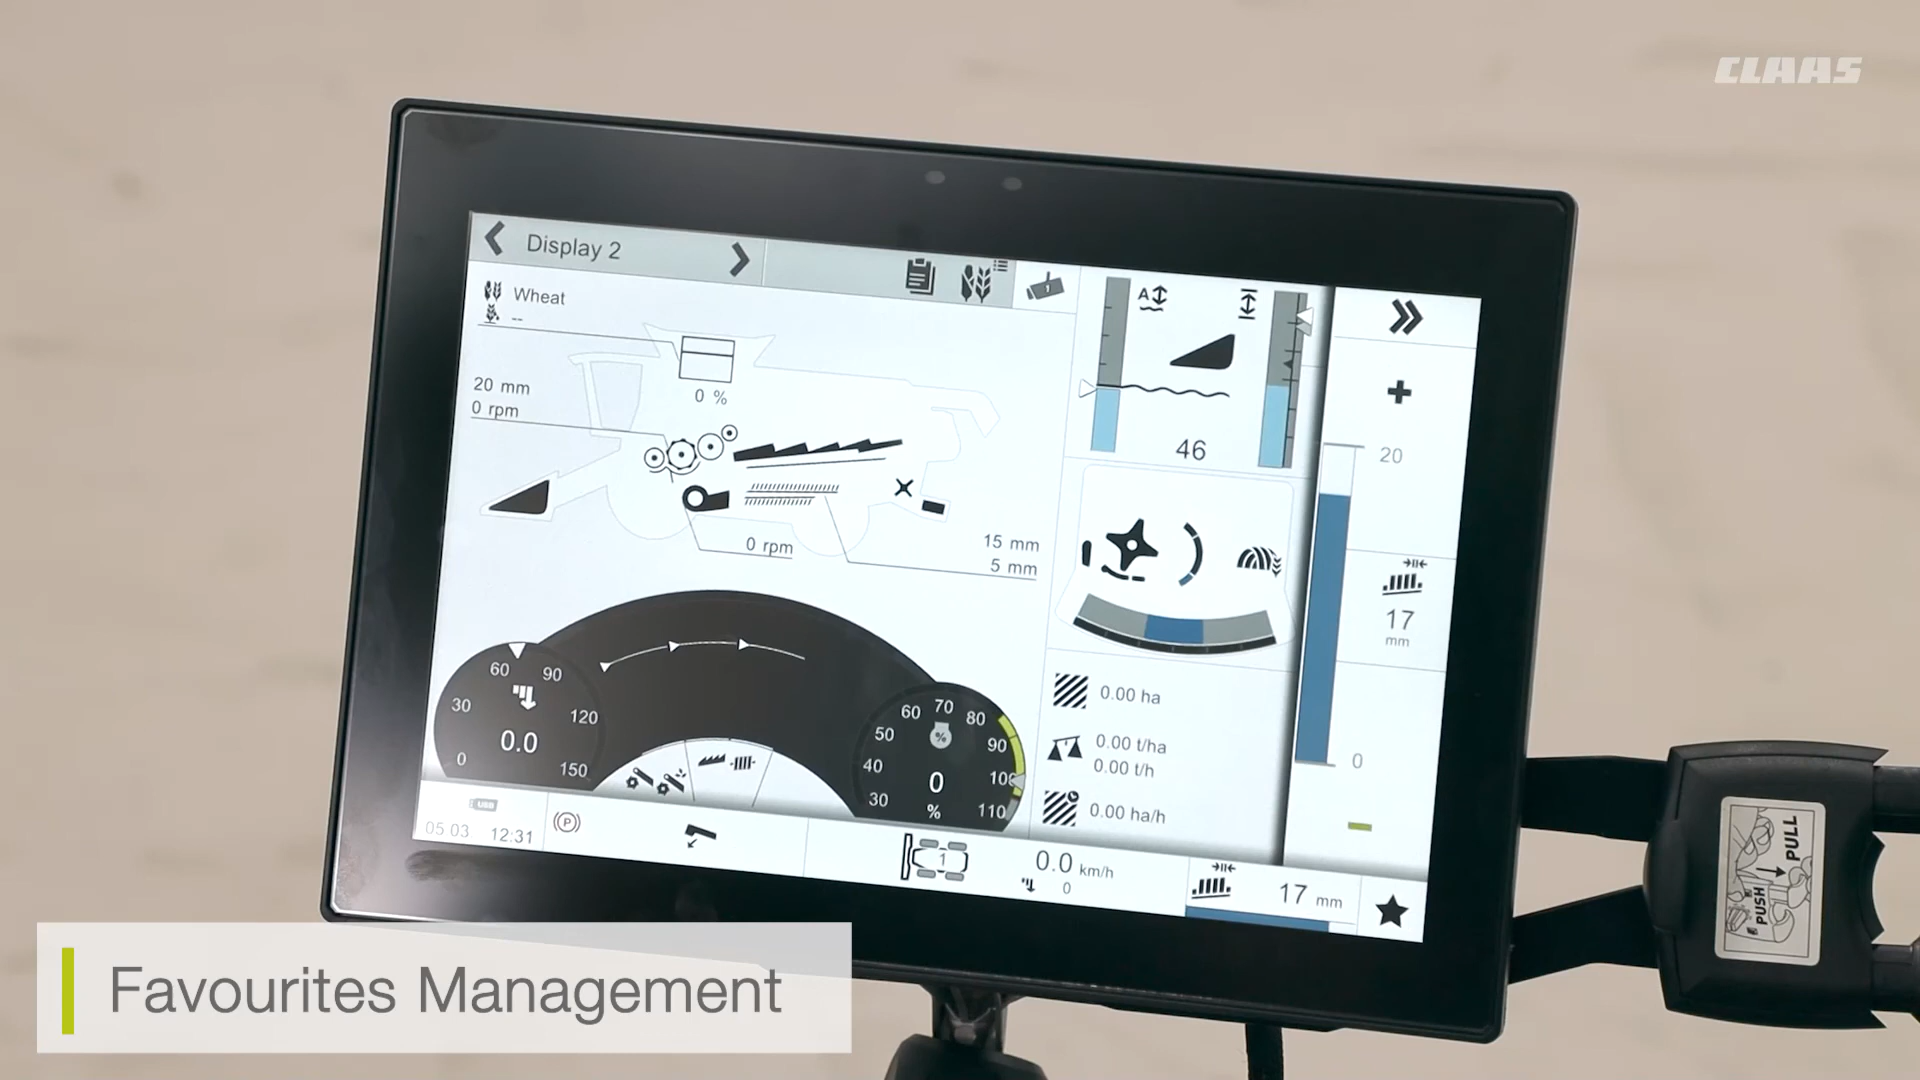 CLAAS
Display 2
Wheat
--
20 mm
0 rpm
0 %
0 rpm
15 mm
5 mm
A
46
20
17
mm
0
60
90
30
120
0.0
0
150
60
70
80
50
90
%
40
100
0
30
%
110
0.00 ha
0.00 t/ha
0.00 t/h
0.00 ha/h
USB
05 03 12:31
P
1
0.0 km/h
0
17 mm
PUSH
PULL
Favourites Management